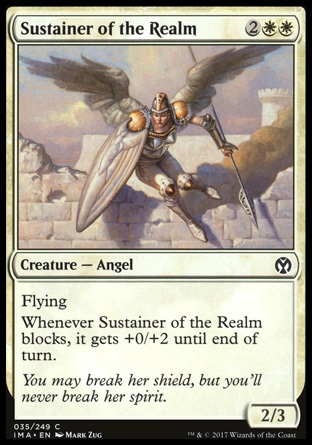 Sustainer of the Realm 2
Creature — Angel
Flying
Whenever Sustainer of the Realm
blocks, it gets +0/+2 until end of
turn.
You may break her shield, but you'll
never break her spirit.
2/3
035/249 C
IMA • EN Mark Zug
™ & © 2017 Wizards of the Coast